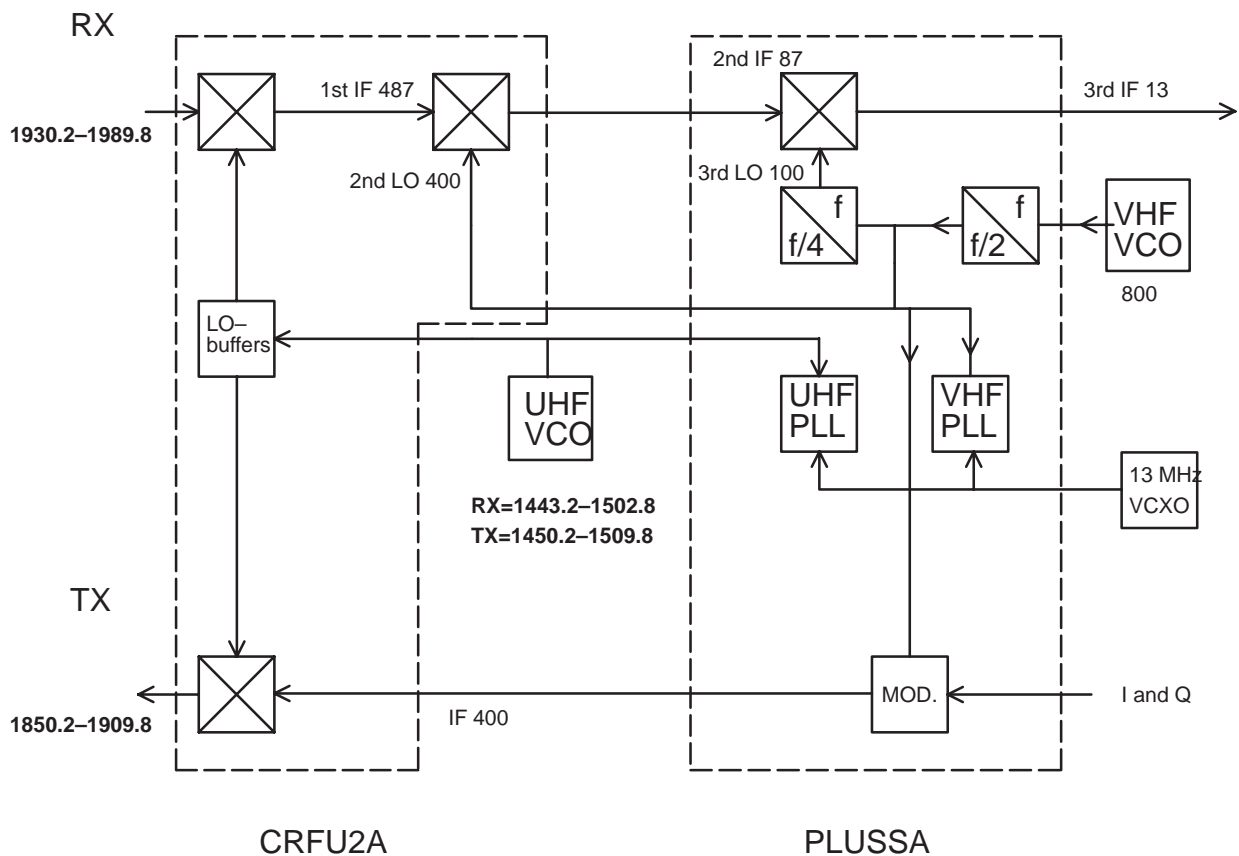 RX
2nd IF 87
1st IF 487
3rd IF 13
1930.2–1989.8
2nd LO 400
3rd LO 100
f
f/4
f
f/2
VHF
VCO
800
LO–
buffers
UHF
VCO
UHF
PLL
VHF
PLL
13 MHz
VCXO
RX=1443.2–1502.8
TX=1450.2–1509.8
TX
MOD.
I and Q
1850.2–1909.8
IF 400
CRFU2A
PLUSSA